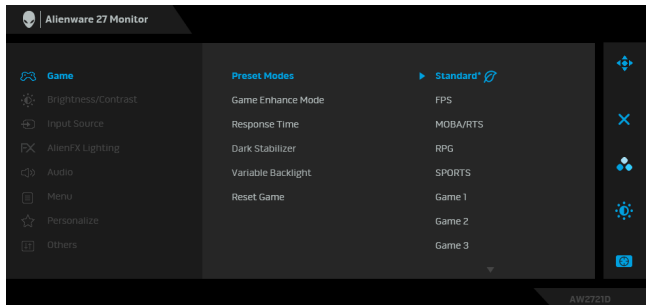 Alienware 27 Monitor
Game
Brightness/Contrast
Input Source
AlienFX Lighting
Audio
Menu
Personalize
Others
Preset Modes
Game Enhance Mode
Response Time
Dark Stabilizer
Variable Backlight
Reset Game
Standard*
FPS
MOBA/RTS
RPG
SPORTS
Game 1
Game 2
Game 3
AW2721D